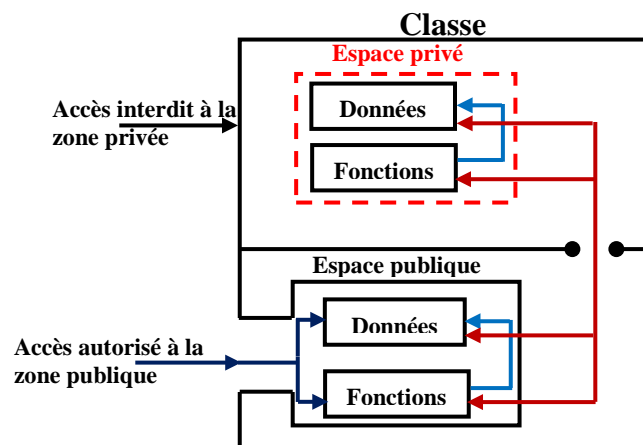 Classe
Espace privé
Données
Accès interdit à la
zone privée
Fonctions
Espace publique
Données
Accès autorisé à la
zone publique
Fonctions